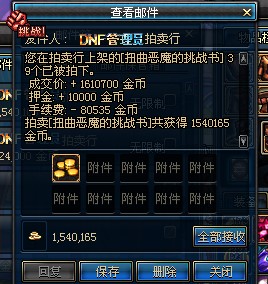 查看邮件
挑战!
发件人： DNF管理员拍卖行
您在拍卖行上架的[扭曲恶魔的挑战书] 3
9个已被拍下。
成交价: + 1610700 金币
押金: + 10000 金币
手续费: - 80535 金币
拍卖[扭曲恶魔的挑战书]共获得 1540165
金币。
附件 附件 附件 附件
附件 附件 附件 附件 附件
1,540,165 全部接收
回复 保存 删除 关闭